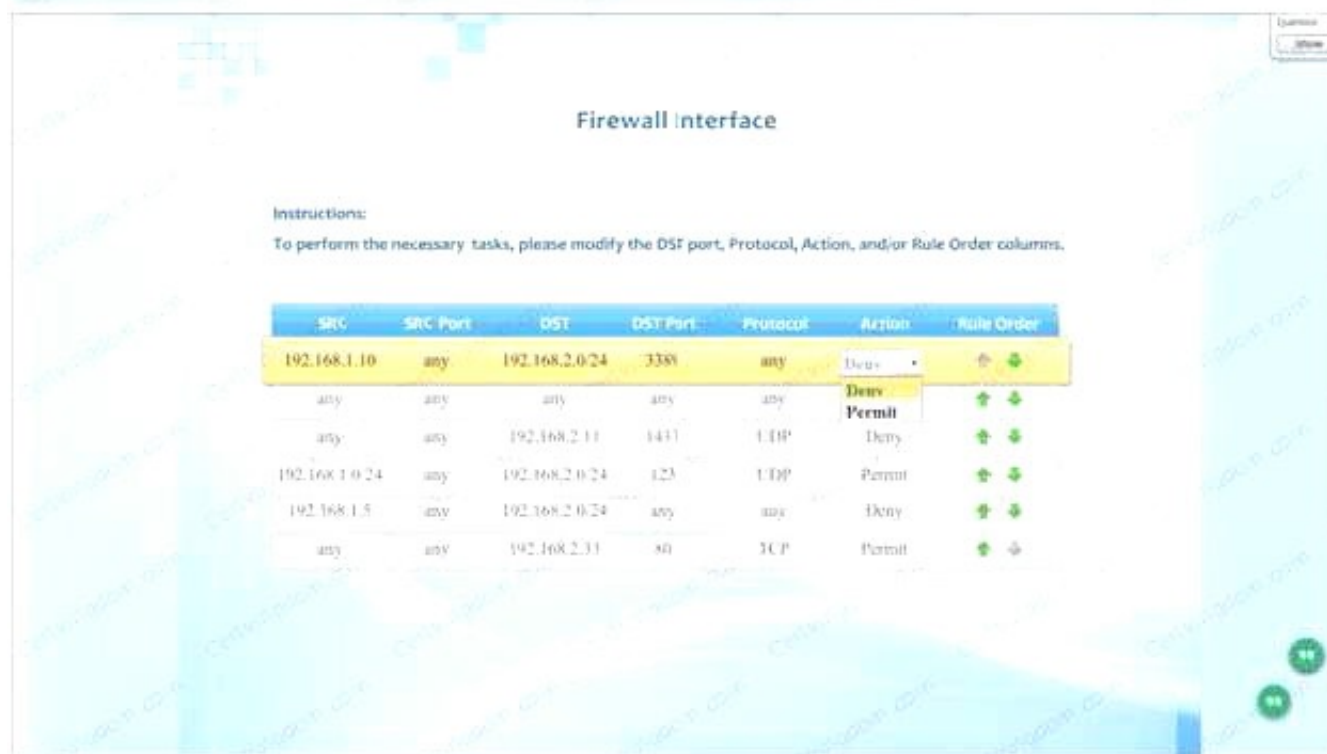 Show
Firewall Interface
Instructions:
To perform the necessary tasks, please modify the DST port, Protocol, Action, and/or Rule Order columns.
SRC SRC Port DST DST Port Protocol Action Rule Order
192.168.1.10 any 192.168.2.0/24 3389 any Deny
Deny
Permit
any any any any any
any any 192.168.2.11 1433 UDP Deny
192.168.1.0/24 any 192.168.2.0/24 123 UDP Permit
192.168.1.5 any 192.168.2.0/24 any any Deny
any any 192.168.2.33 80 TCP Permit